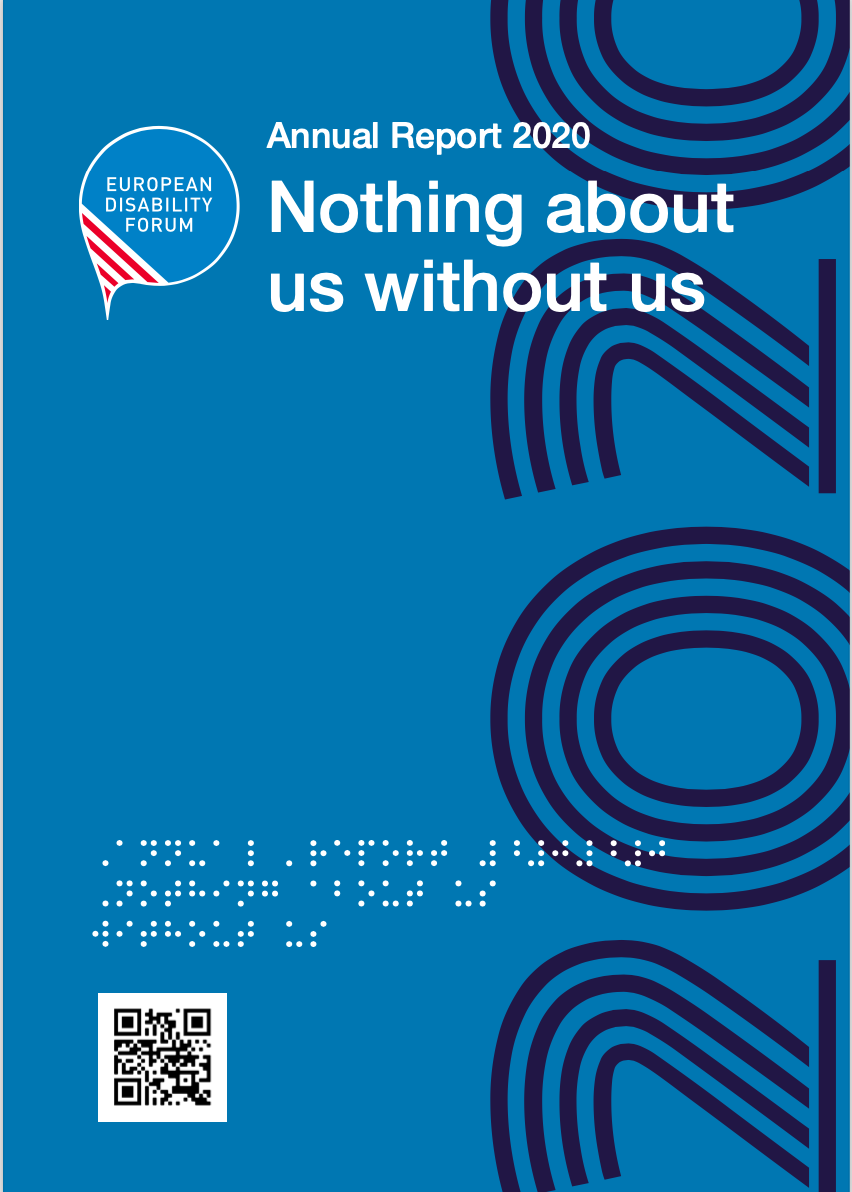 Annual Report 2020
Nothing about
us without us
EUROPEAN
DISABILITY
FORUM
2020
⠠⠁⠝⠝⠥⠁⠇ ⠠⠗⠑⠏⠕⠗⠞
⠠⠝⠕⠞⠓⠊⠝⠛ ⠁⠃⠕⠥⠞ ⠥⠎
⠺⠊⠞⠓⠕⠥⠞ ⠥⠎